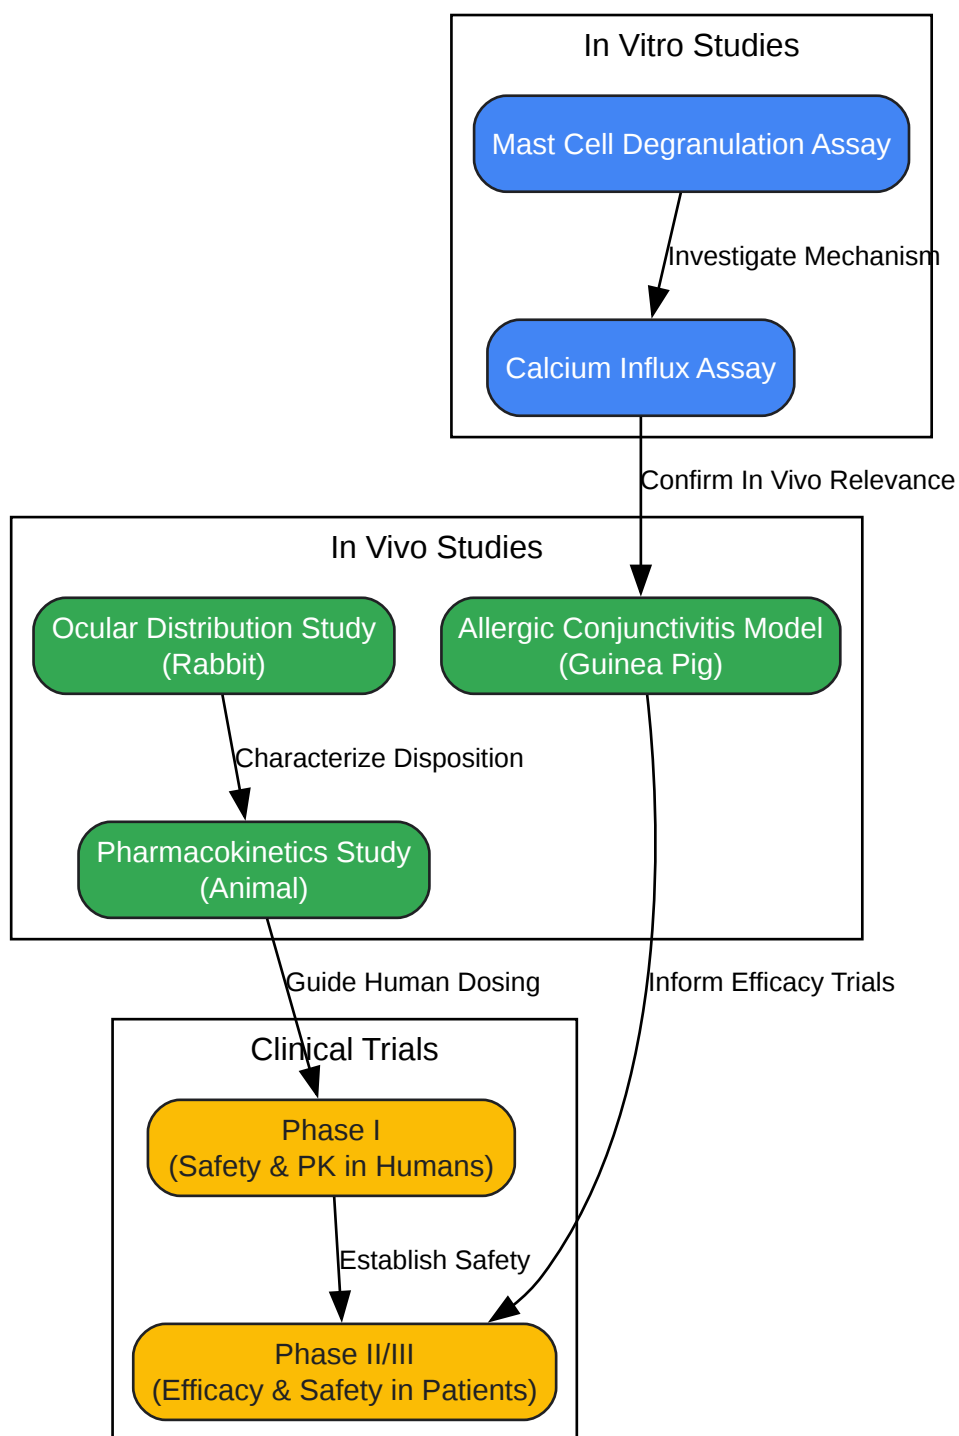 In Vitro Studies
Mast Cell Degranulation Assay
Investigate Mechanism
Calcium Influx Assay
Confirm In Vivo Relevance
In Vivo Studies
Ocular Distribution Study
(Rabbit)
Allergic Conjunctivitis Model
(Guinea Pig)
Characterize Disposition
Pharmacokinetics Study
(Animal)
Guide Human Dosing
Inform Efficacy Trials
Clinical Trials
Phase I
(Safety & PK in Humans)
Establish Safety
Phase II/III
(Efficacy & Safety in Patients)